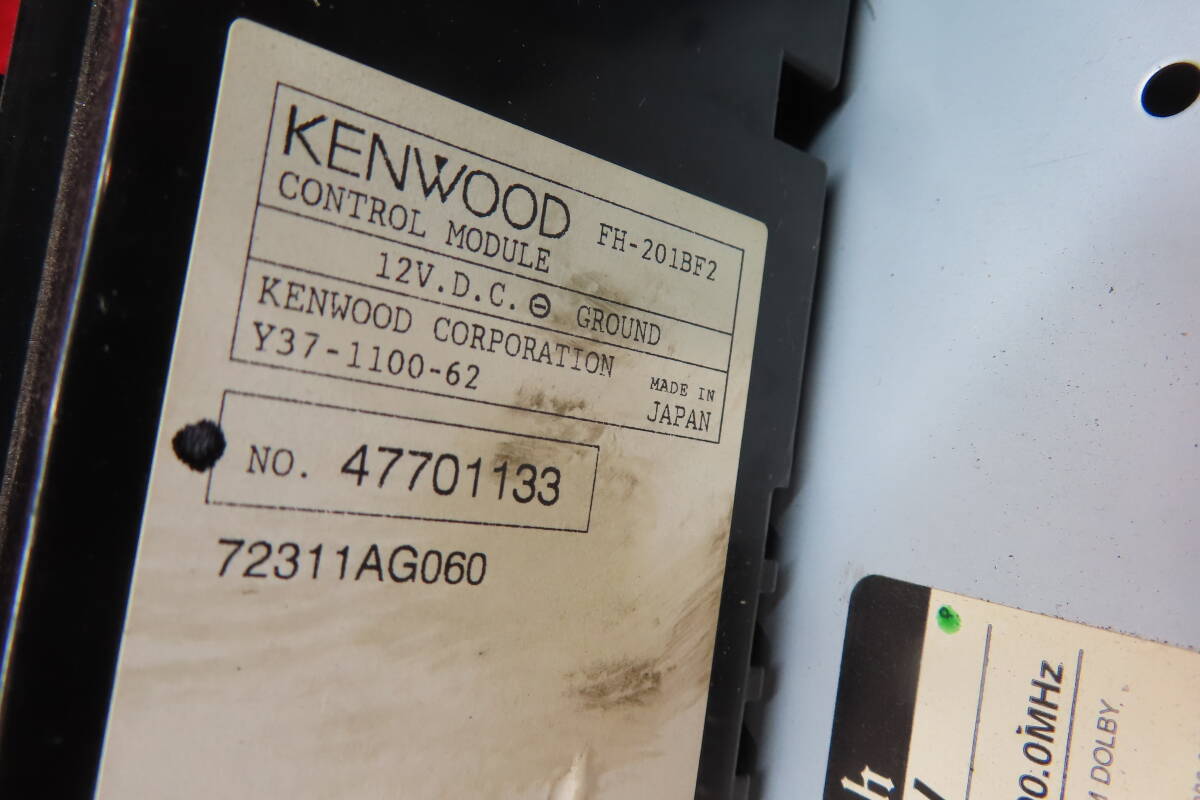 KENWOOD FH-201BF2
CONTROL MODULE
12V.D.C. ⊖ GROUND
KENWOOD CORPORATION
Y37-1100-62 MADE IN JAPAN
NO. 47701133
72311AG060
0.0MHz
DOLBY